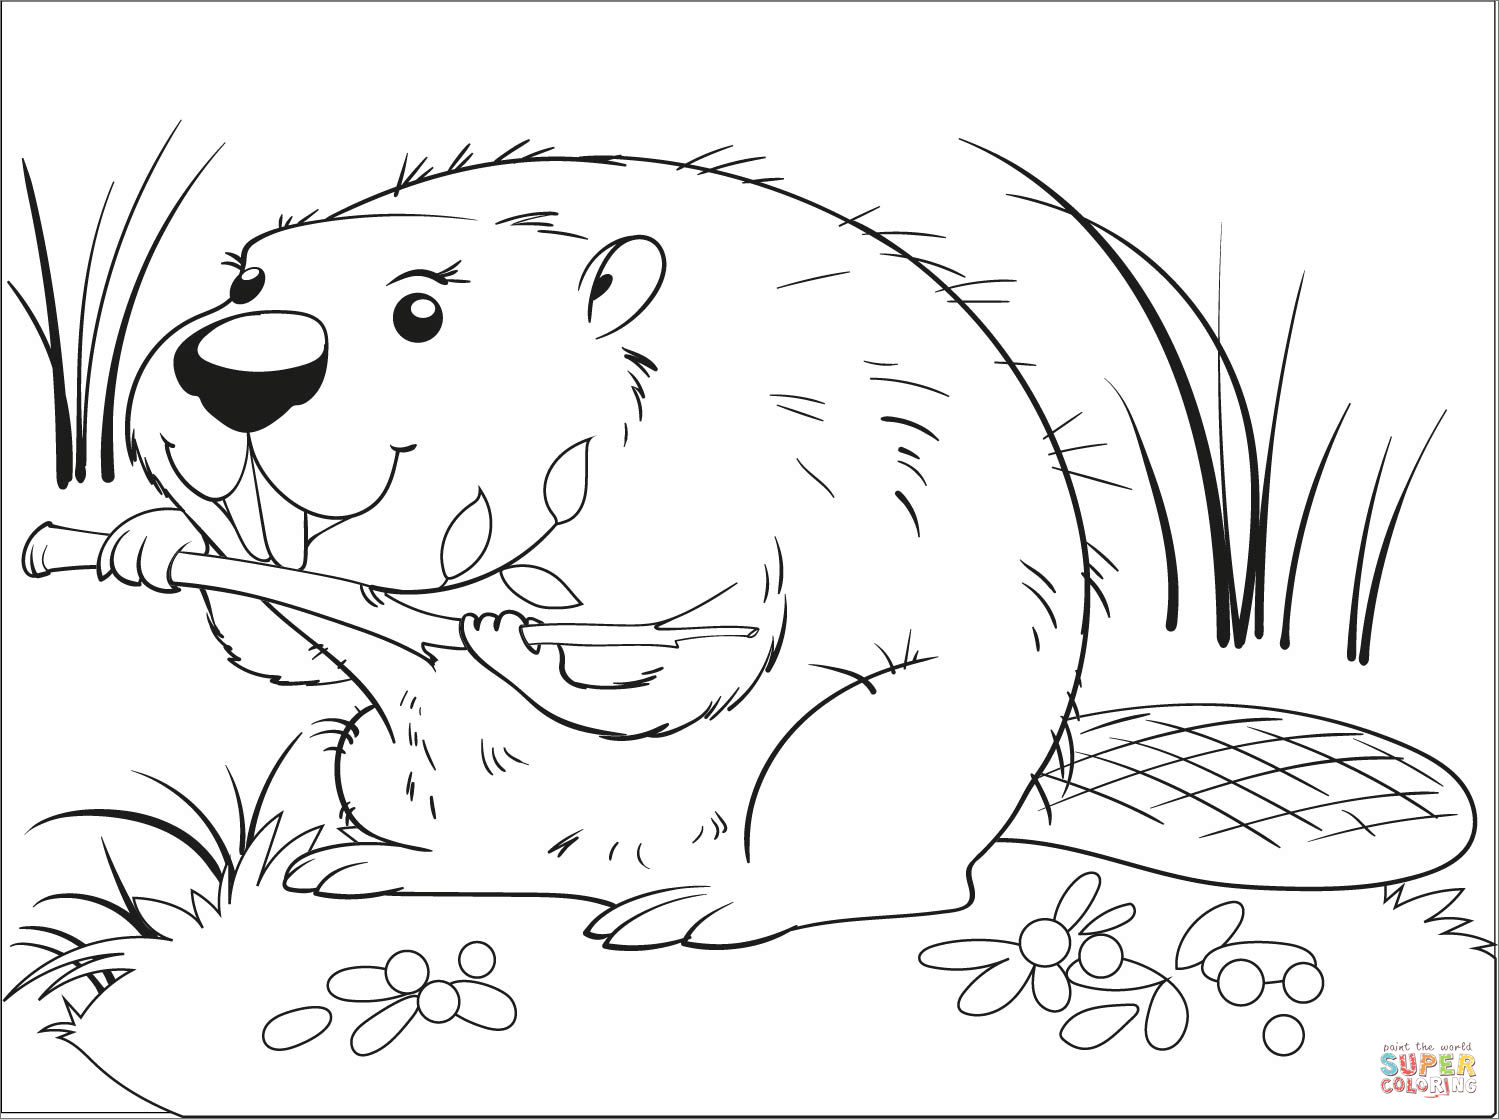 paint the world
SUPER
COLORING